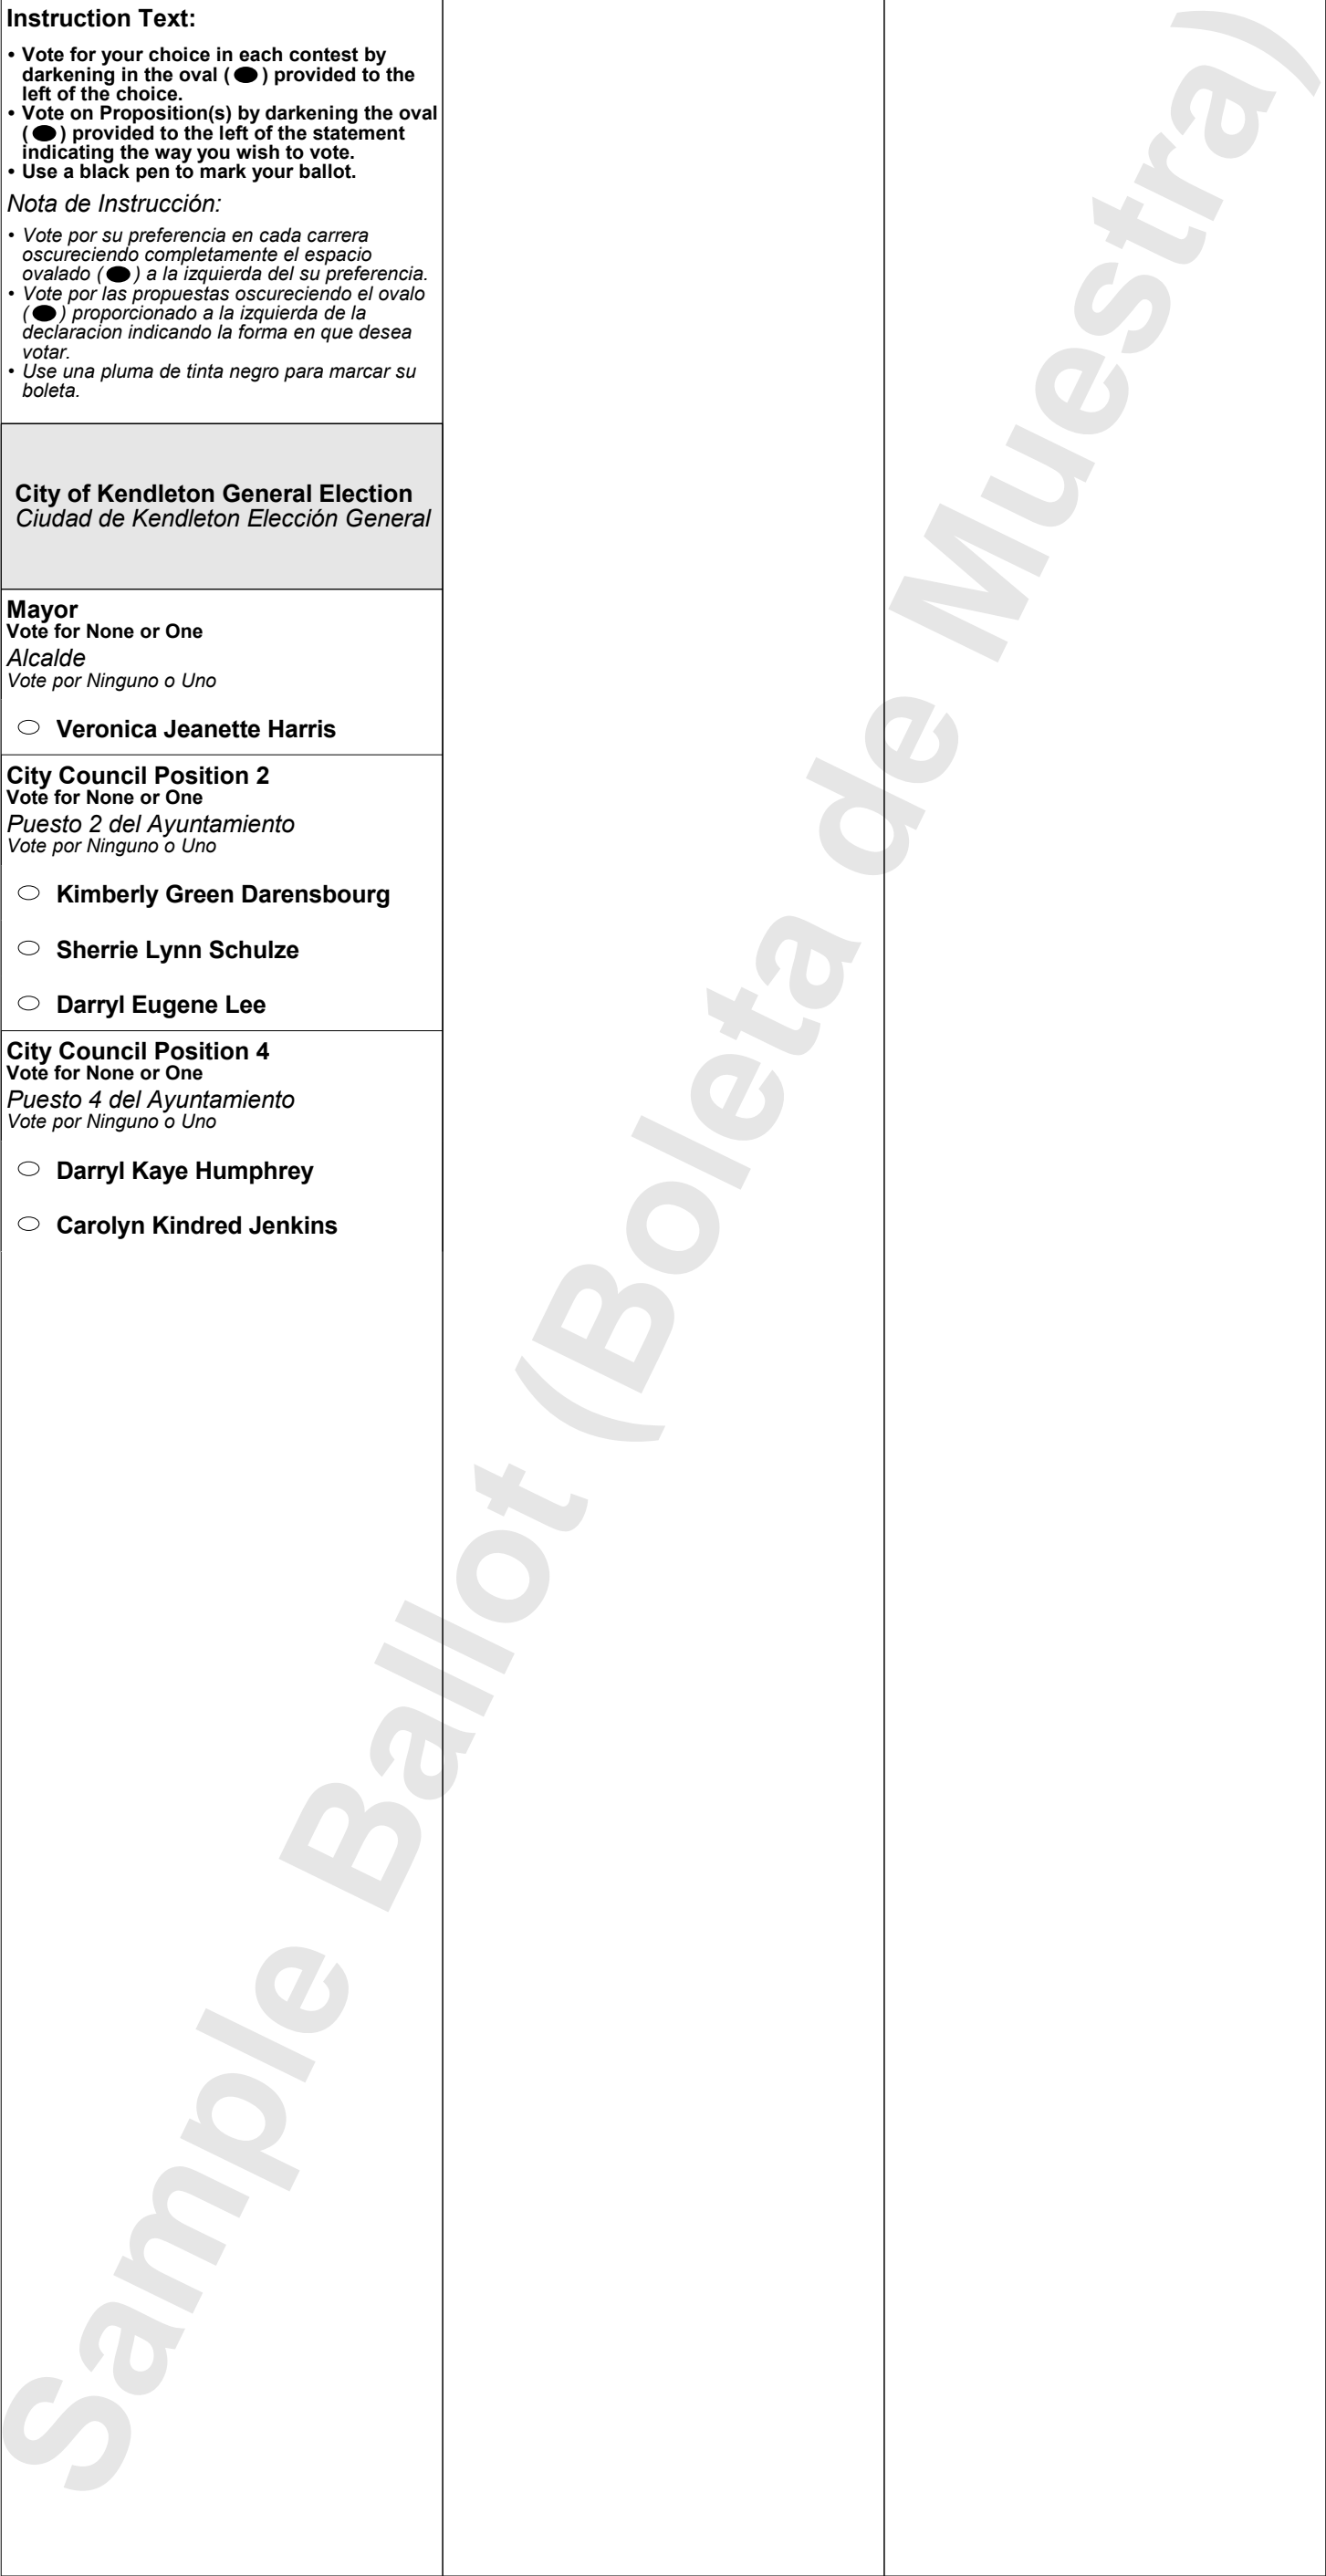 Instruction Text:
• Vote for your choice in each contest by
darkening in the oval (⬬) provided to the
left of the choice.
• Vote on Proposition(s) by darkening the oval
(⬬) provided to the left of the statement
indicating the way you wish to vote.
• Use a black pen to mark your ballot.
Nota de Instrucción:
• Vote por su preferencia en cada carrera
oscureciendo completamente el espacio
ovalado (⬬) a la izquierda del su preferencia.
• Vote por las propuestas oscureciendo el ovalo
(⬬) proporcionado a la izquierda de la
declaracion indicando la forma en que desea
votar.
• Use una pluma de tinta negro para marcar su
boleta.
City of Kendleton General Election
Ciudad de Kendleton Elección General
Mayor
Vote for None or One
Alcalde
Vote por Ninguno o Uno
Veronica Jeanette Harris
City Council Position 2
Vote for None or One
Puesto 2 del Ayuntamiento
Vote por Ninguno o Uno
Kimberly Green Darensbourg
Sherrie Lynn Schulze
Darryl Eugene Lee
City Council Position 4
Vote for None or One
Puesto 4 del Ayuntamiento
Vote por Ninguno o Uno
Darryl Kaye Humphrey
Carolyn Kindred Jenkins
Sample Ballot (Boleta de Muestra)